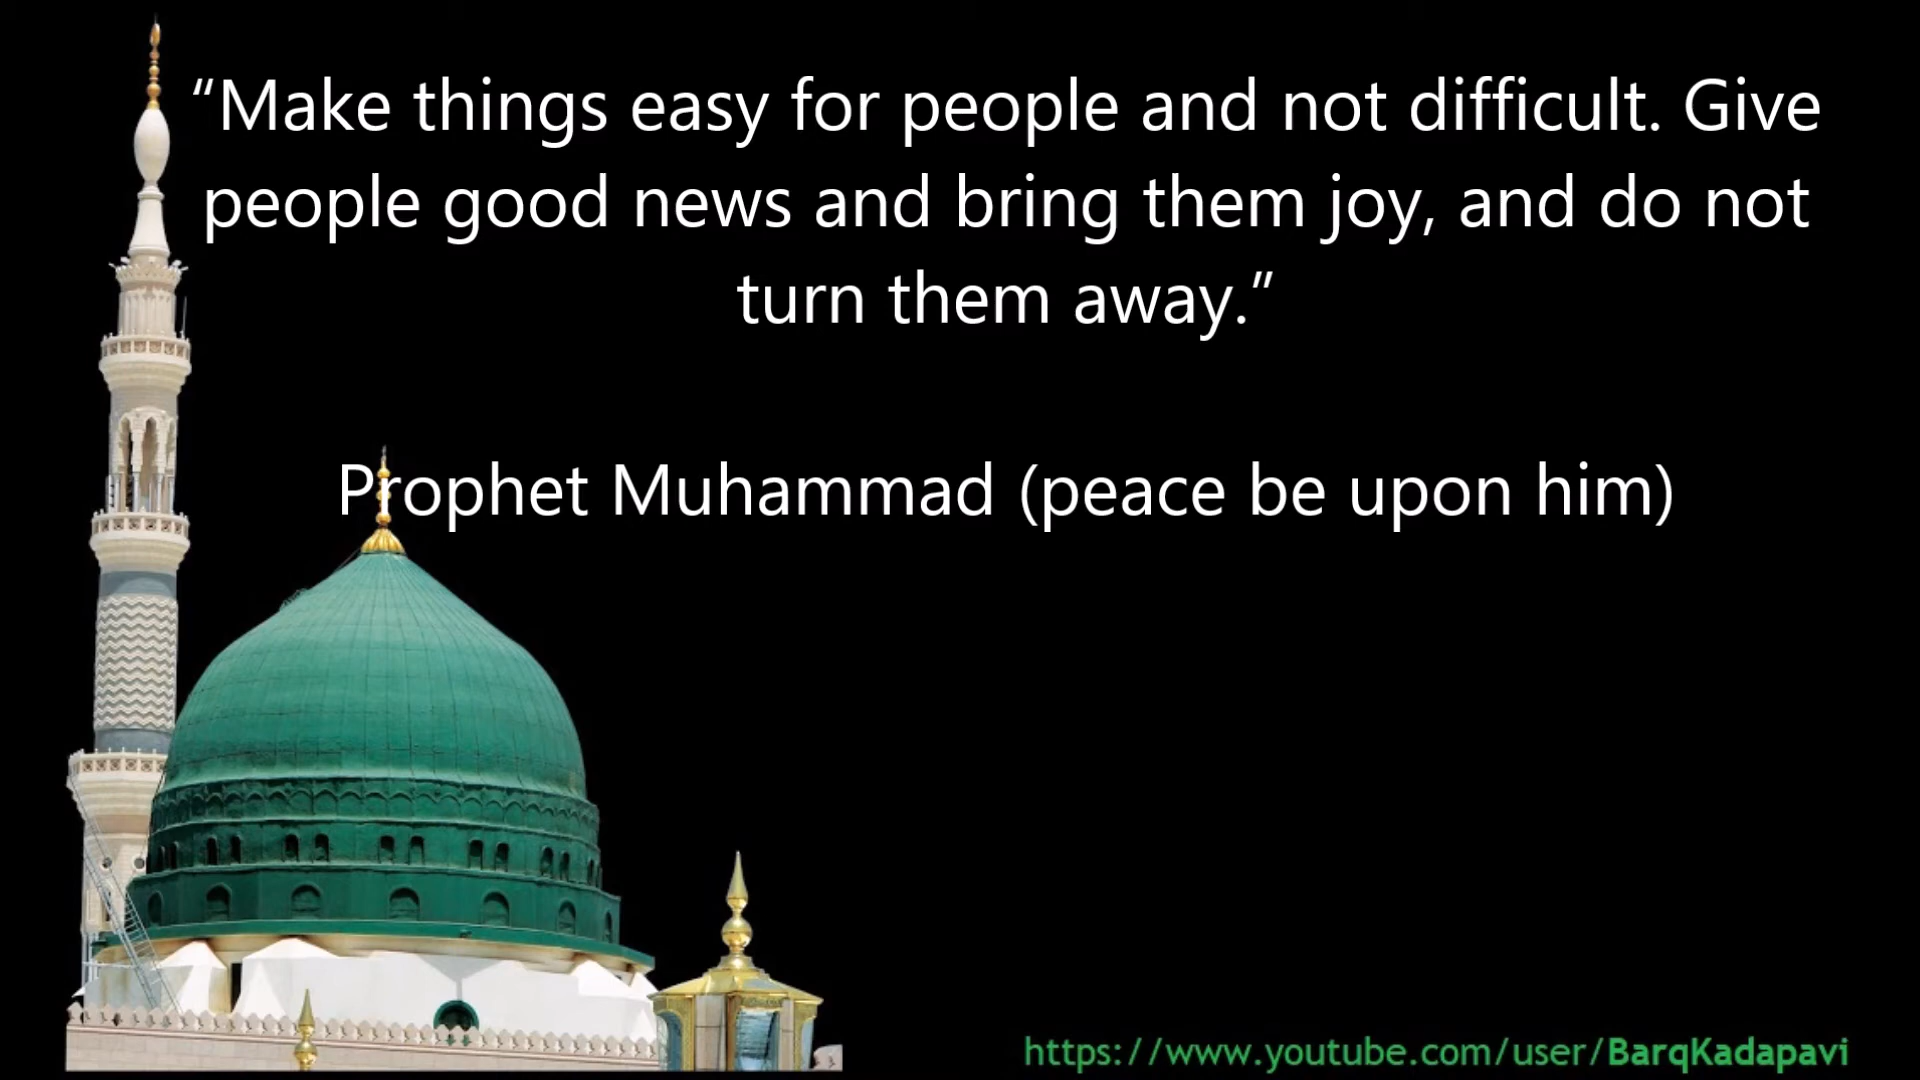 “Make things easy for people and not difficult. Give
people good news and bring them joy, and do not
turn them away.”
Prophet Muhammad (peace be upon him)
https://www.youtube.com/user/BarqKadapavi